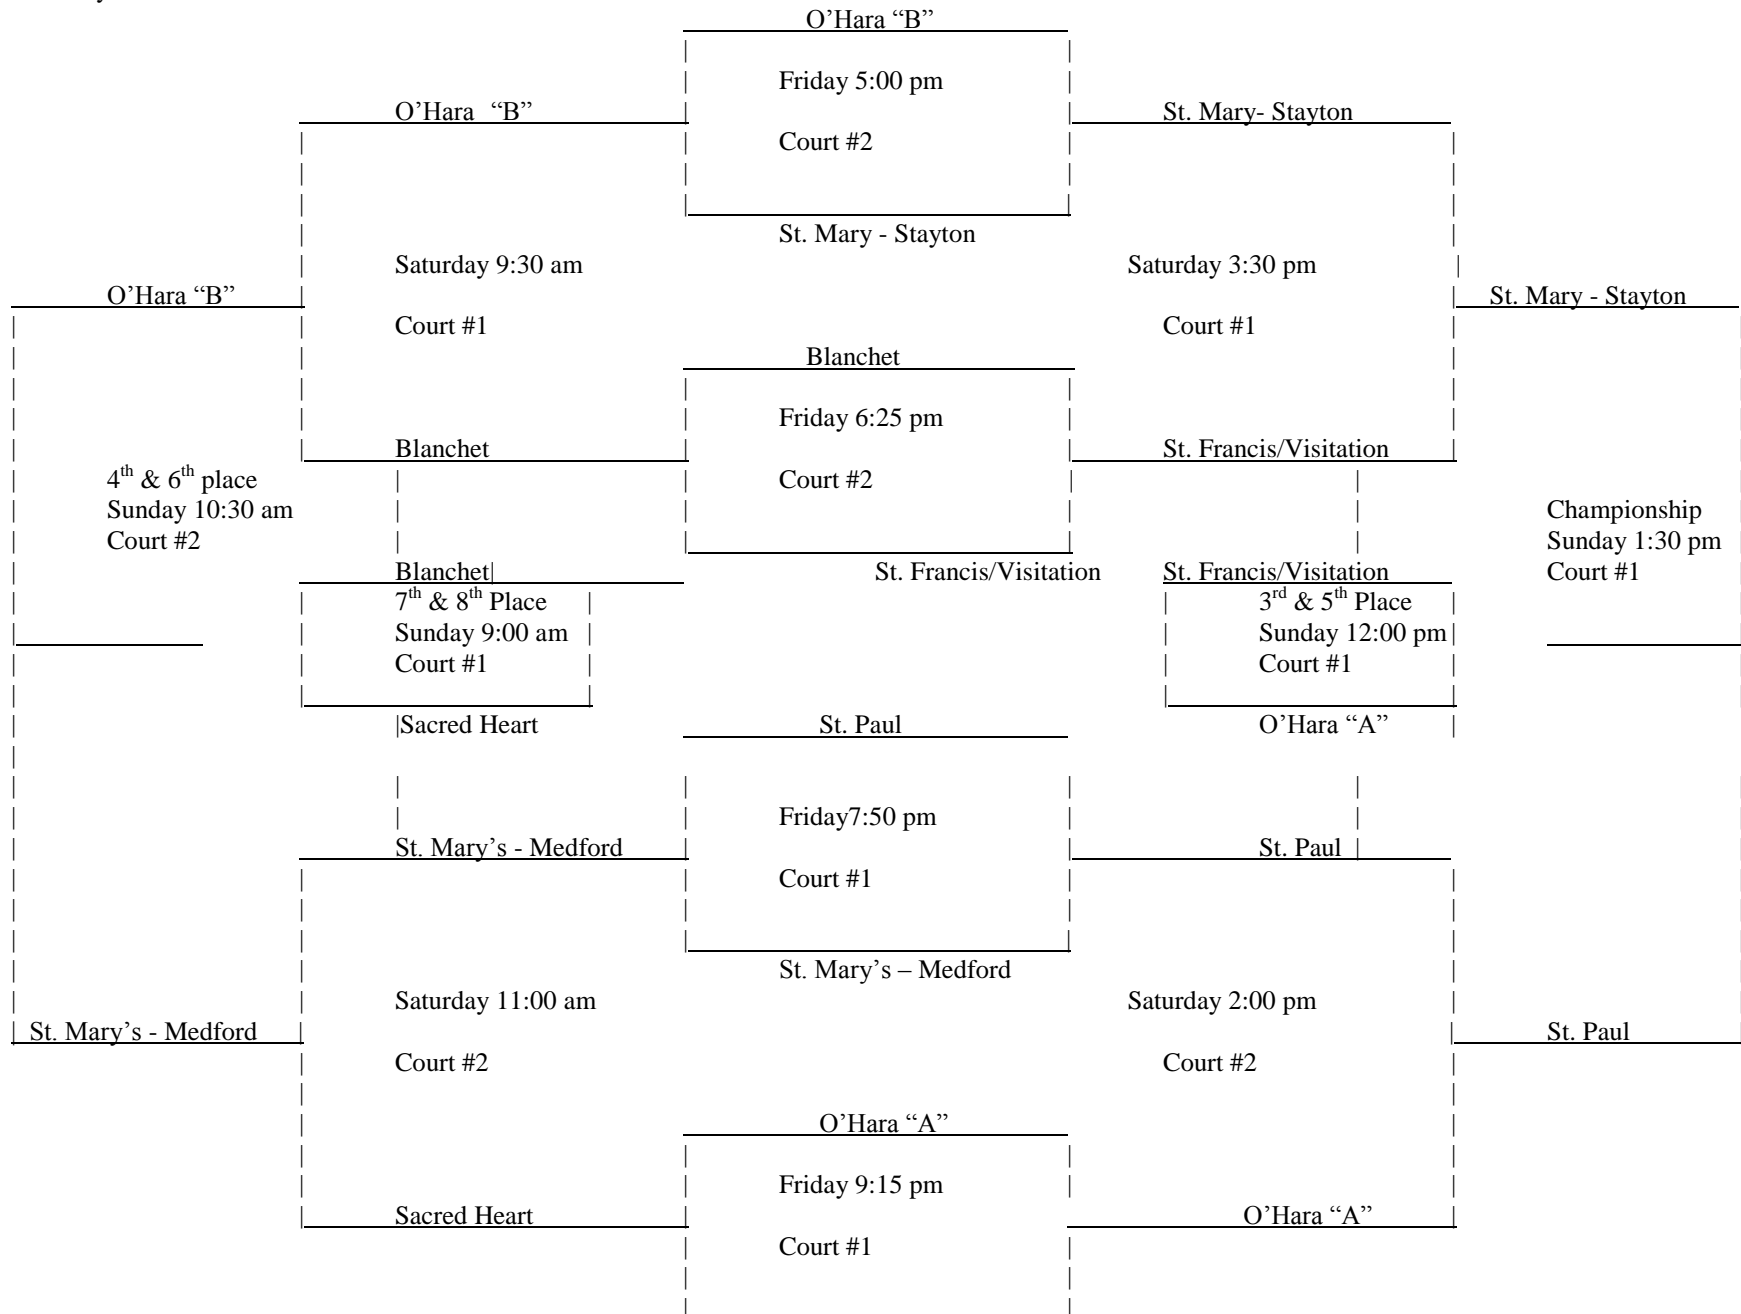 O’Hara “B”
Friday 5:00 pm
O’Hara “B”
St. Mary- Stayton
Court #2
St. Mary - Stayton
Saturday 9:30 am
Saturday 3:30 pm
O’Hara “B”
St. Mary - Stayton
Court #1
Court #1
Blanchet
Friday 6:25 pm
Blanchet
St. Francis/Visitation
4th & 6th place
Court #2
Sunday 10:30 am
Championship
Court #2
Sunday 1:30 pm
Blanchet
St. Francis/Visitation
St. Francis/Visitation
Court #1
7th & 8th Place
3rd & 5th Place
Sunday 9:00 am
Sunday 12:00 pm
Court #1
Court #1
Sacred Heart
St. Paul
O’Hara “A”
Friday7:50 pm
St. Mary’s - Medford
St. Paul
Court #1
St. Mary’s – Medford
Saturday 11:00 am
Saturday 2:00 pm
St. Mary’s - Medford
St. Paul
Court #2
Court #2
O’Hara “A”
Friday 9:15 pm
Sacred Heart
O’Hara “A”
Court #1